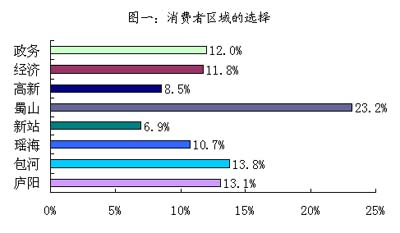 图一：消费者区域的选择
政务 12.0%
经济 11.8%
高新 8.5%
蜀山 23.2%
新站 6.9%
瑶海 10.7%
包河 13.8%
庐阳 13.1%
0% 5% 10% 15% 20% 25%